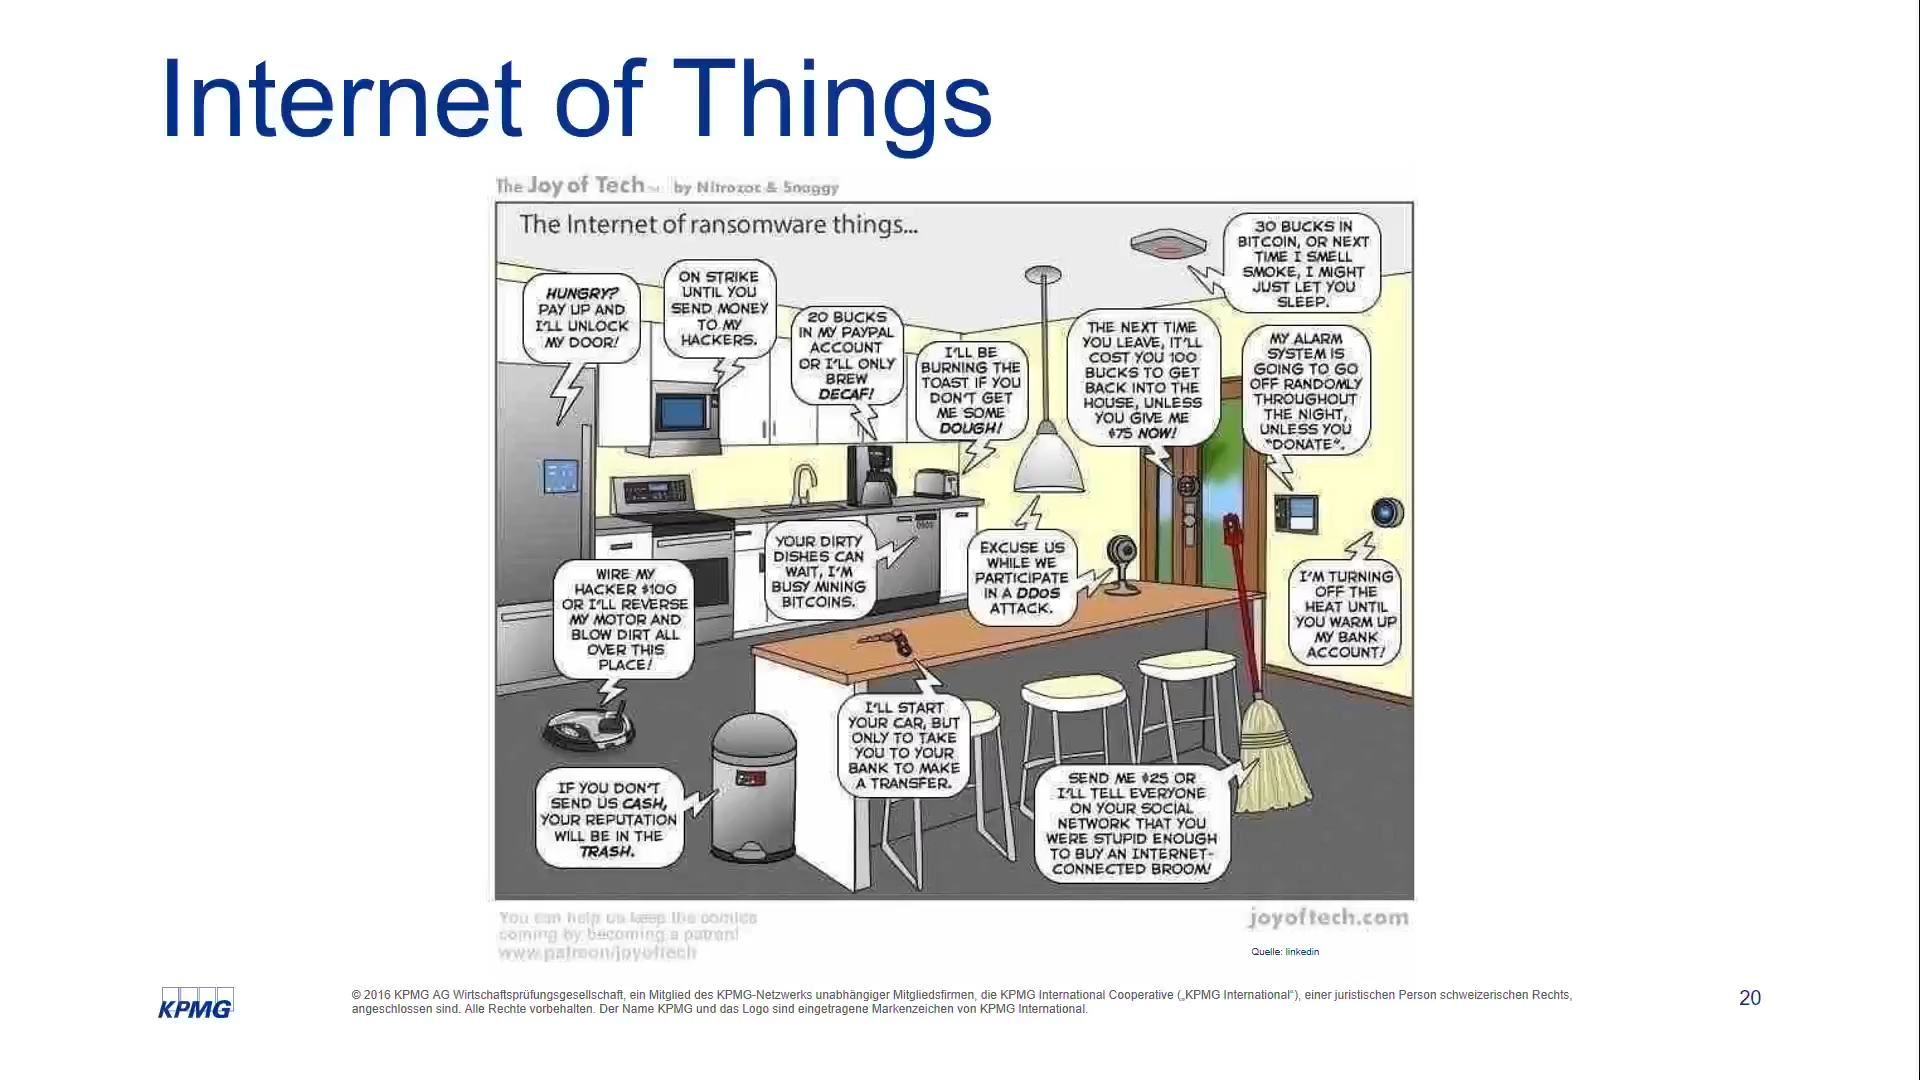 Internet of Things
The Joy of Tech™ by Nitrozac & Snaggy
The Internet of ransomware things...
HUNGRY?
PAY UP AND
I'LL UNLOCK
MY DOOR!
ON STRIKE
UNTIL YOU
SEND MONEY
TO MY
HACKERS.
20 BUCKS
IN MY PAYPAL
ACCOUNT
OR I'LL ONLY
BREW
DECAF!
I'LL BE
BURNING THE
TOAST IF YOU
DON'T GET
ME SOME
DOUGH!
THE NEXT TIME
YOU LEAVE, IT'LL
COST YOU 100
BUCKS TO GET
BACK INTO THE
HOUSE, UNLESS
YOU GIVE ME
$75 NOW!
30 BUCKS IN
BITCOIN, OR NEXT
TIME I SMELL
SMOKE, I MIGHT
JUST LET YOU
SLEEP.
MY ALARM
SYSTEM IS
GOING TO GO
OFF RANDOMLY
THROUGHOUT
THE NIGHT,
UNLESS YOU
"DONATE".
WIRE MY
HACKER $100
OR I'LL REVERSE
MY MOTOR AND
BLOW DIRT ALL
OVER THIS
PLACE!
YOUR DIRTY
DISHES CAN
WAIT, I'M
BUSY MINING
BITCOINS.
EXCUSE US
WHILE WE
PARTICIPATE
IN A DDoS
ATTACK.
I'M TURNING
OFF THE
HEAT UNTIL
YOU WARM UP
MY BANK
ACCOUNT!
IF YOU DON'T
SEND US CASH,
YOUR REPUTATION
WILL BE IN THE
TRASH.
I'LL START
YOUR CAR, BUT
ONLY TO TAKE
YOU TO YOUR
BANK TO MAKE
A TRANSFER.
SEND ME $25 OR
I'LL TELL EVERYONE
ON YOUR SOCIAL
NETWORK THAT YOU
WERE STUPID ENOUGH
TO BUY AN INTERNET-
CONNECTED BROOM!
You can help us keep the comics
coming by becoming a patron!
www.patreon/joyoftech
joyoftech.com
Quelle: linkedin
KPMG
© 2016 KPMG AG Wirtschaftsprüfungsgesellschaft, ein Mitglied des KPMG-Netzwerks unabhängiger Mitgliedsfirmen, die KPMG International Cooperative („KPMG International“), einer juristischen Person schweizerischen Rechts,
angeschlossen sind. Alle Rechte vorbehalten. Der Name KPMG und das Logo sind eingetragene Markenzeichen von KPMG International.
20